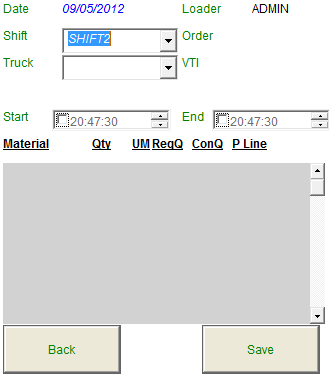 Date 09/05/2012 Loader ADMIN
Shift SHIFT2 Order
Truck VTI
Start 20:47:30 End 20:47:30
Material Qty UM ReqQ ConQ P Line
Back Save